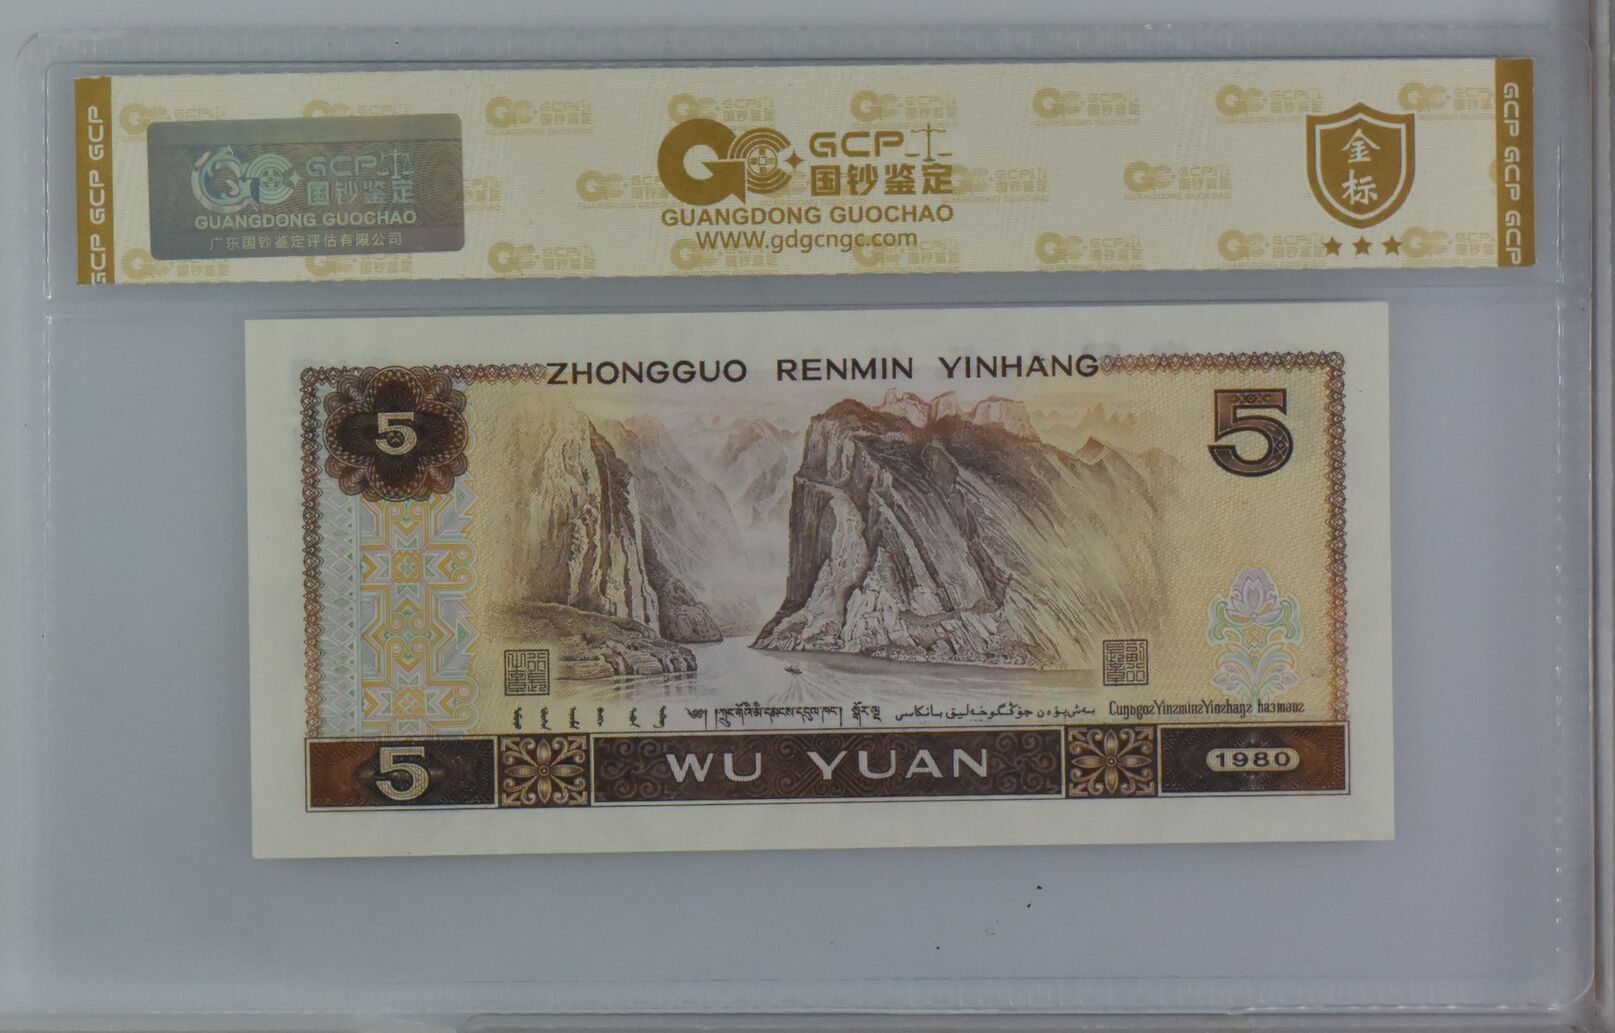 GCP GCP GCP
GCP
国钞鉴定
GUANGDONG GUOCHAO
广东国钞鉴定评估有限公司
GCP
国钞鉴定
GUANGDONG GUOCHAO
WWW.gdgcngc.com
金
标
GCP GCP GCP
ZHONGGUO RENMIN YINHANG
5
5
CuŋƣgoƨYinƨminƨYinƨhaŋƨ haзmanƨ
5
WU YUAN
1980